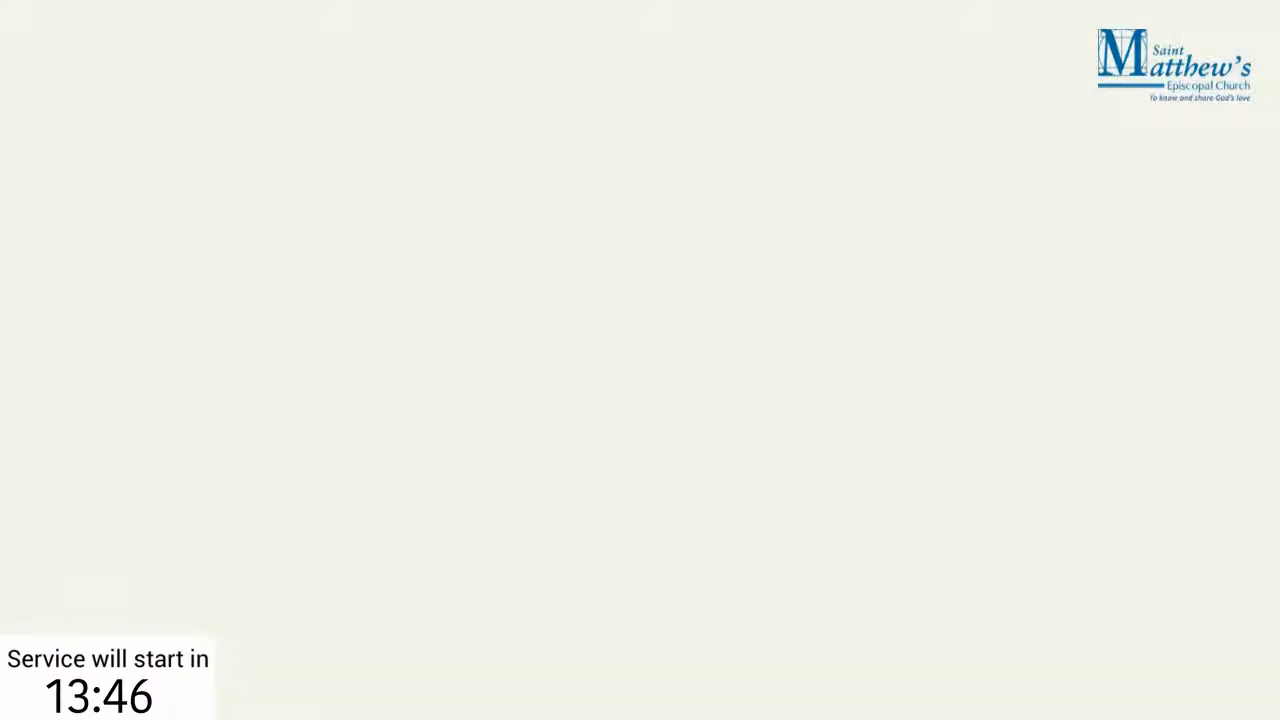 Saint
Matthew's
Episcopal Church
To know and share God's love
Service will start in
13:46